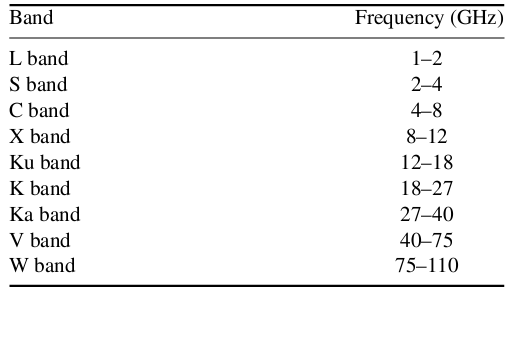 Band Frequency (GHz)
L band 1–2
S band 2–4
C band 4–8
X band 8–12
Ku band 12–18
K band 18–27
Ka band 27–40
V band 40–75
W band 75–110